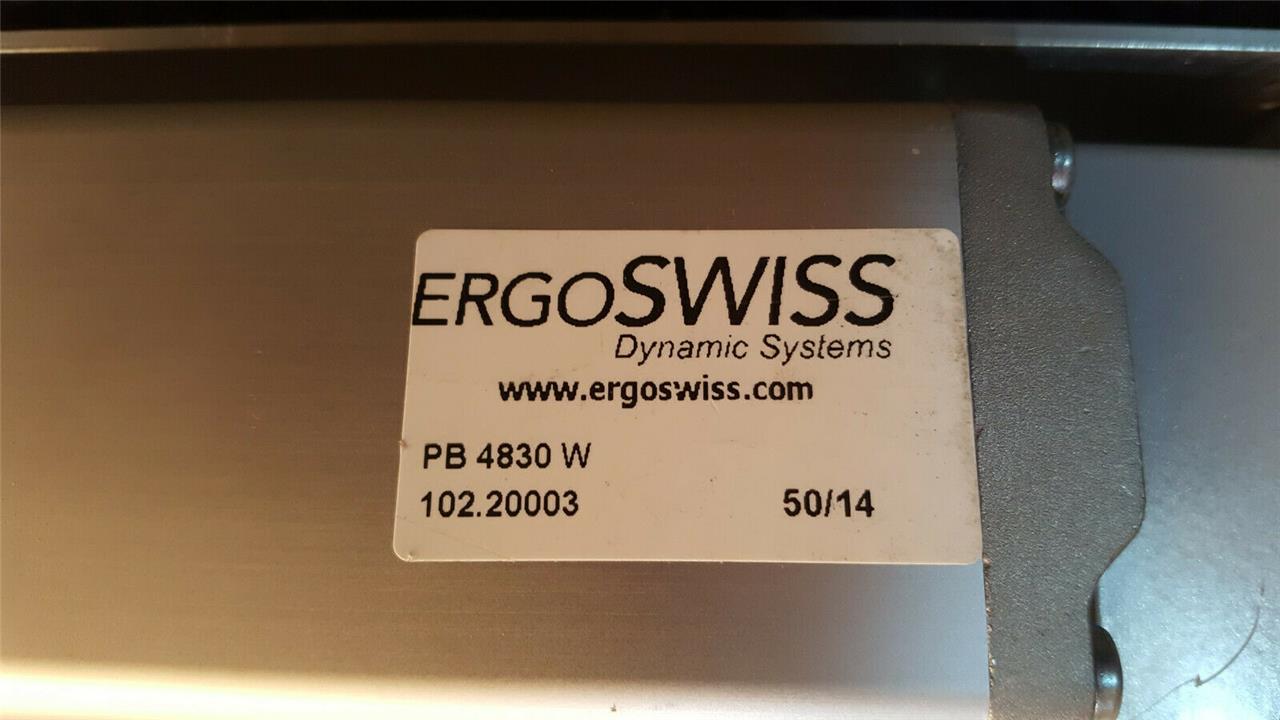 ERGOSWISS
Dynamic Systems
www.ergoswiss.com
PB 4830 W
102.20003 50/14